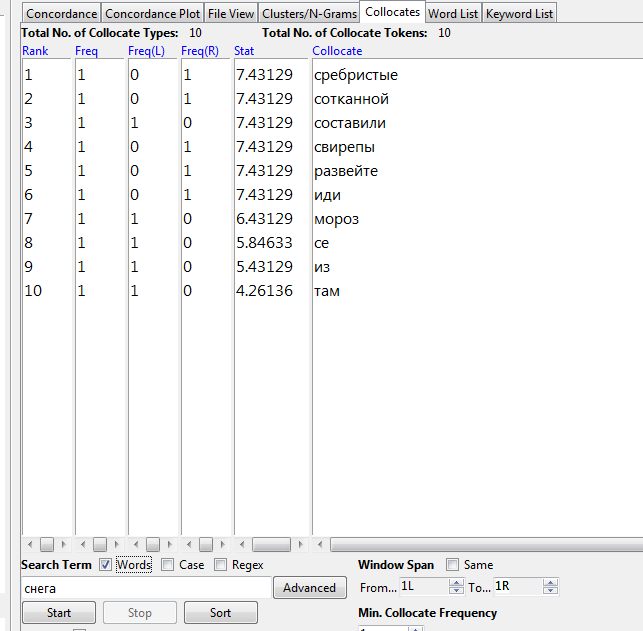 Concordance Concordance Plot File View Clusters/N-Grams Collocates Word List Keyword List
Total No. of Collocate Types: 10 Total No. of Collocate Tokens: 10
Rank Freq Freq(L) Freq(R) Stat Collocate
1 1 0 1 7.43129 сребристые
2 1 0 1 7.43129 сотканной
3 1 1 0 7.43129 составили
4 1 0 1 7.43129 свирепы
5 1 0 1 7.43129 развейте
6 1 0 1 7.43129 иди
7 1 1 0 6.43129 мороз
8 1 1 0 5.84633 се
9 1 1 0 5.43129 из
10 1 1 0 4.26136 там
Search Term Words Case Regex Window Span Same
снега Advanced From... 1L To... 1R
Start Stop Sort Min. Collocate Frequency